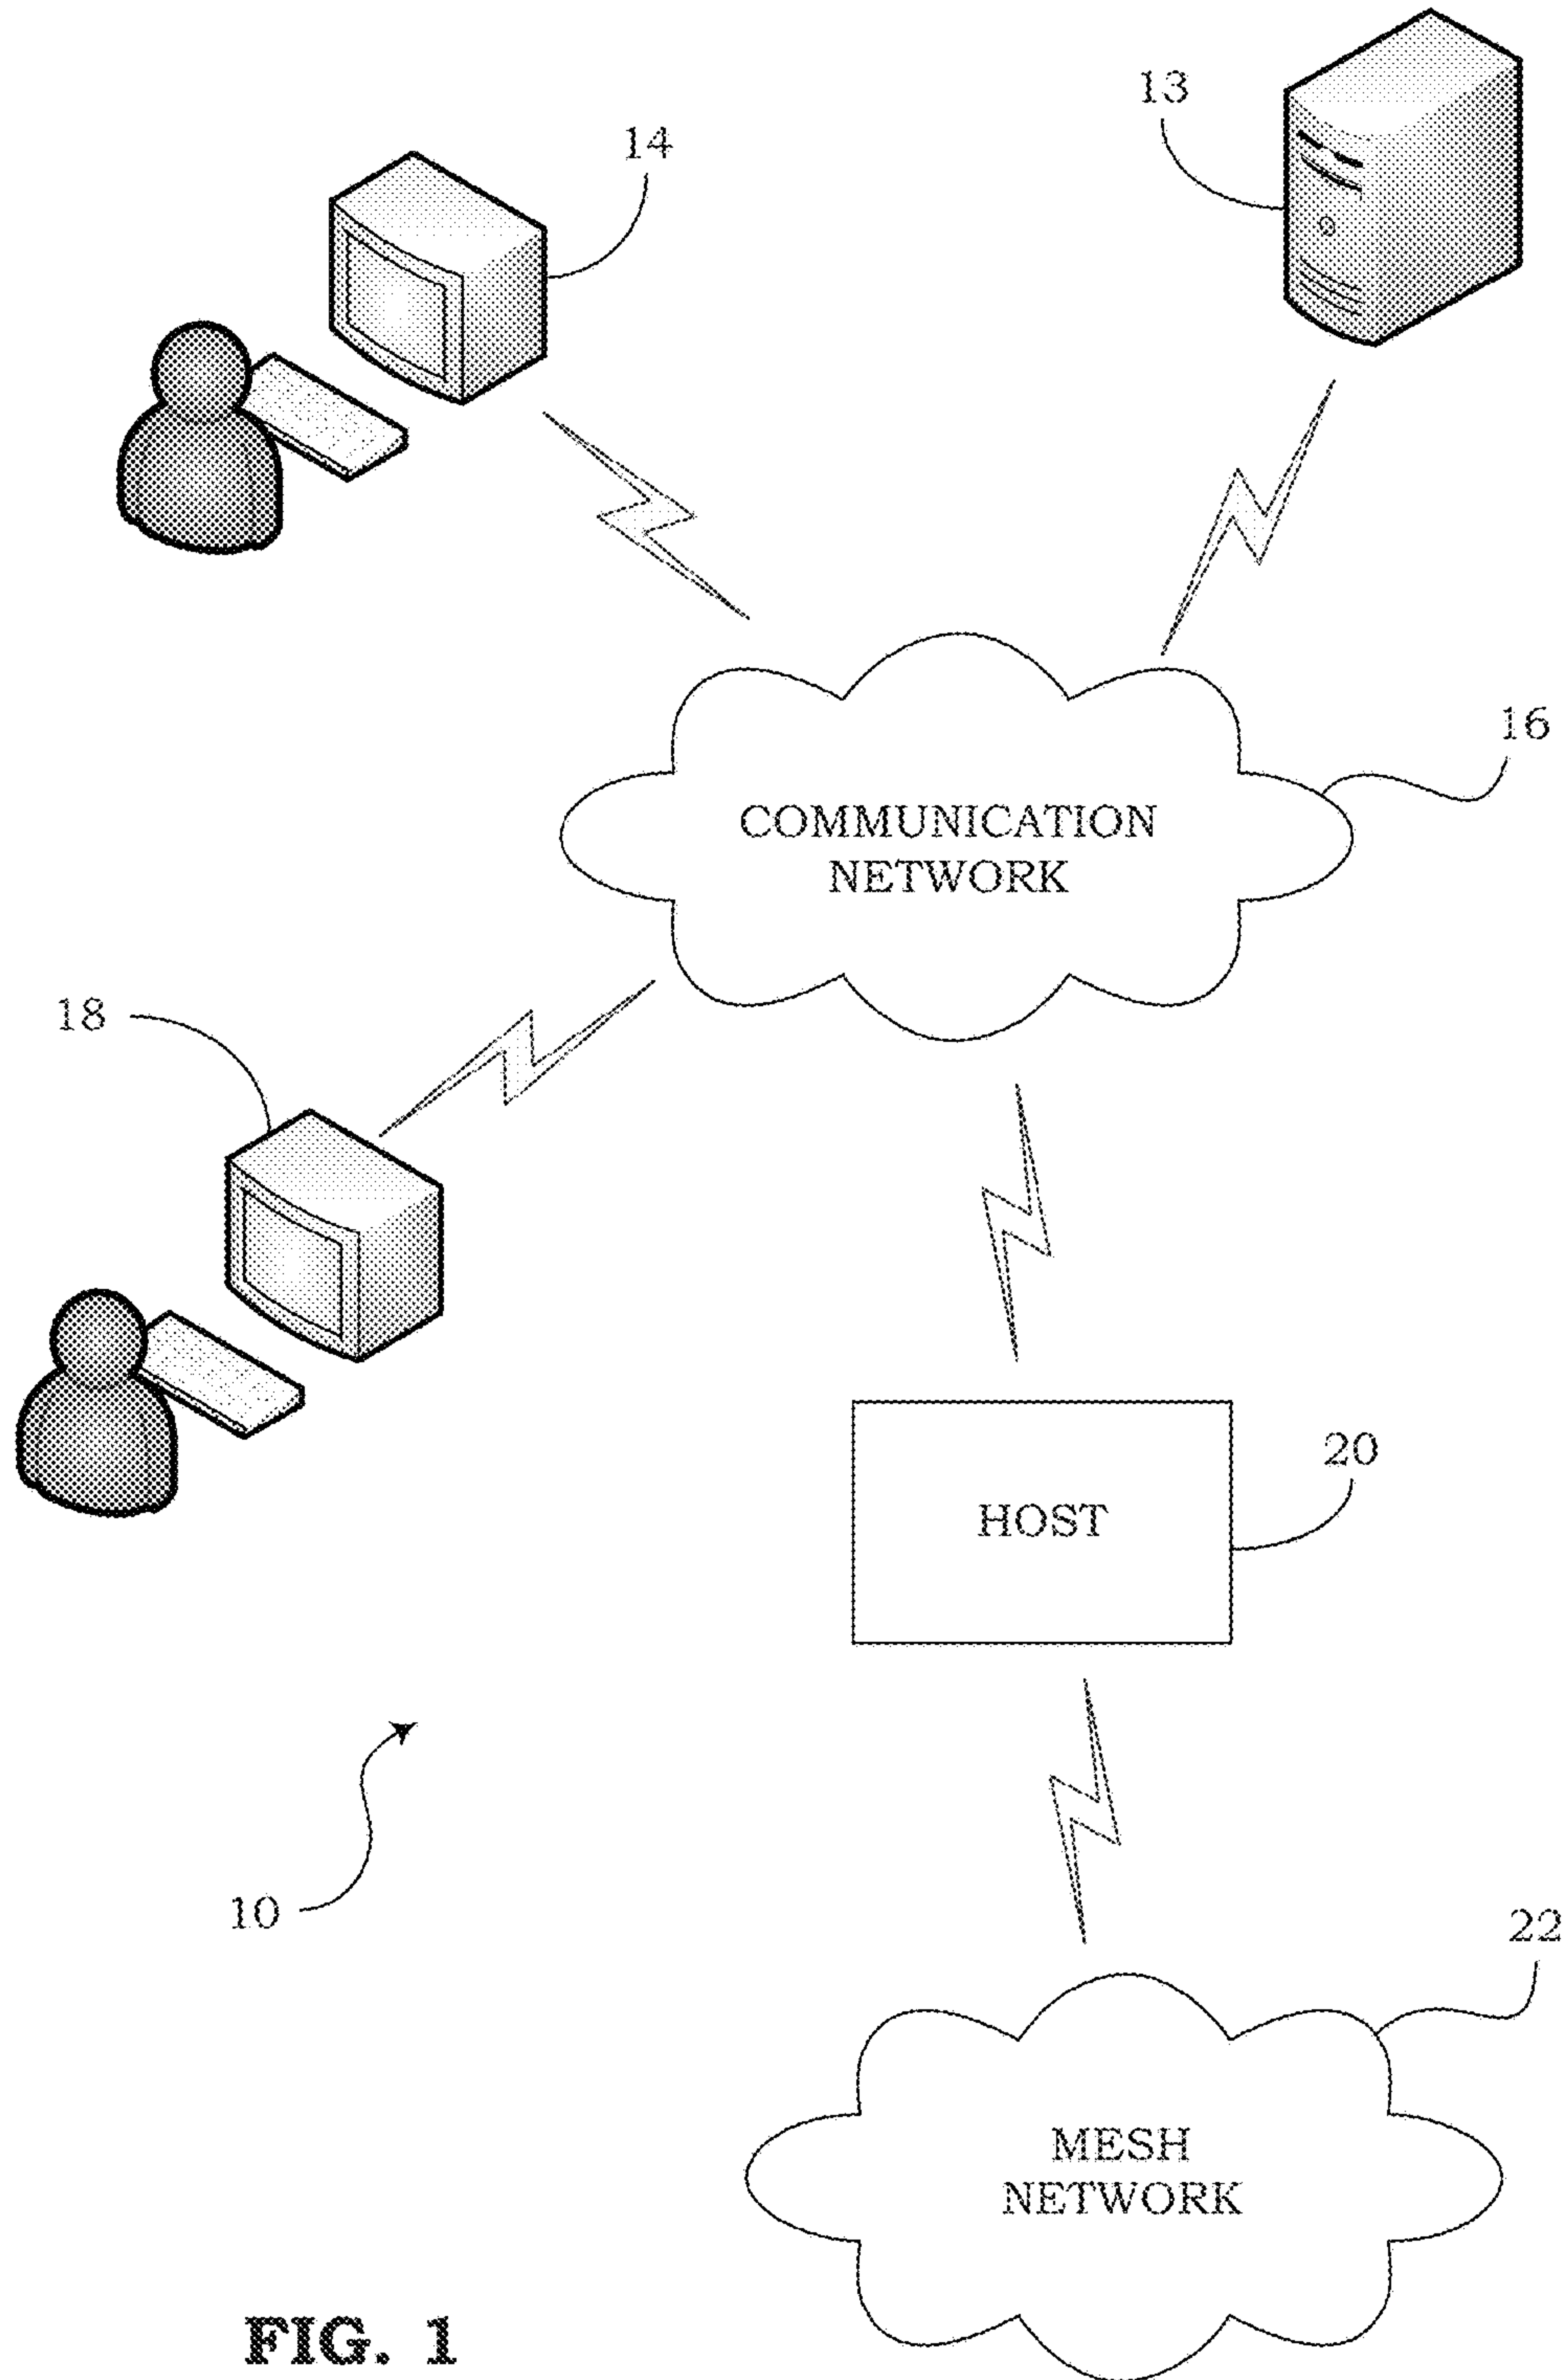 13
14
16
COMMUNICATION
NETWORK
18
20
HOST
10
22
MESH
NETWORK
FIG. 1